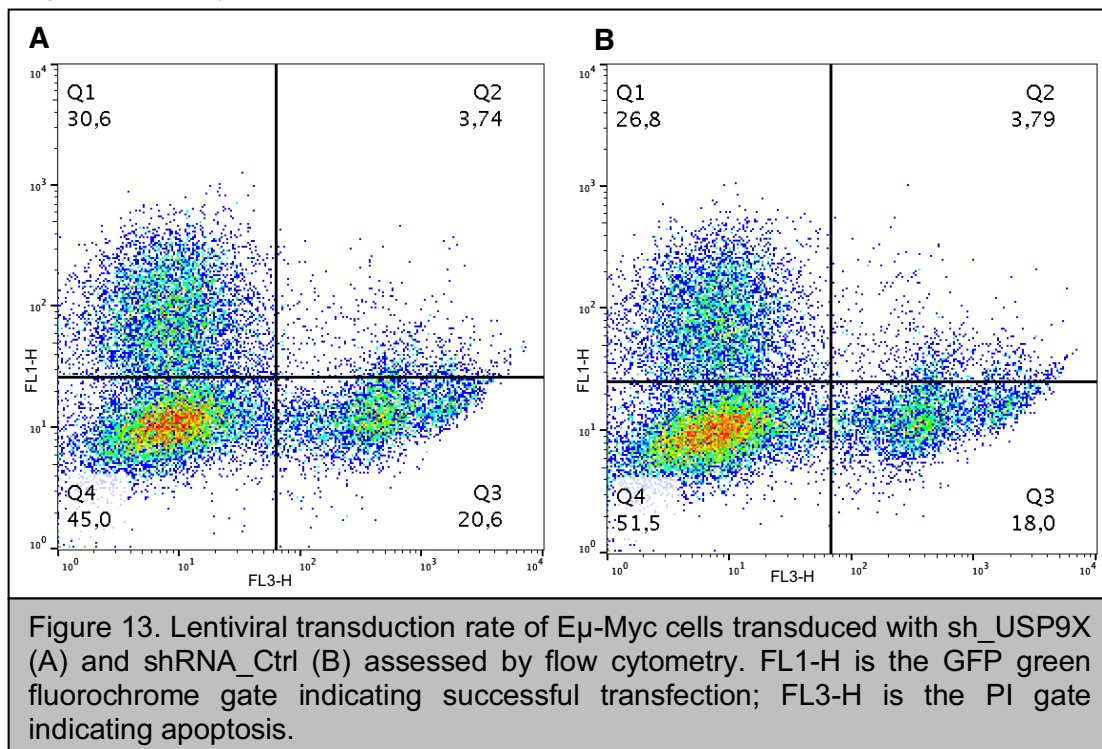 A
B
10⁴
Q1
30,6
Q2
3,74
10³
10²
FL1-H
10¹
Q4
45,0
Q3
20,6
10⁰
10⁰ 10¹ 10² 10³ 10⁴
FL3-H
10⁴
Q1
26,8
Q2
3,79
10³
10²
FL1-H
10¹
Q4
51,5
Q3
18,0
10⁰
10⁰ 10¹ 10² 10³ 10⁴
FL3-H
Figure 13. Lentiviral transduction rate of Eµ-Myc cells transduced with sh_USP9X
(A) and shRNA_Ctrl (B) assessed by flow cytometry. FL1-H is the GFP green
fluorochrome gate indicating successful transfection; FL3-H is the PI gate
indicating apoptosis.